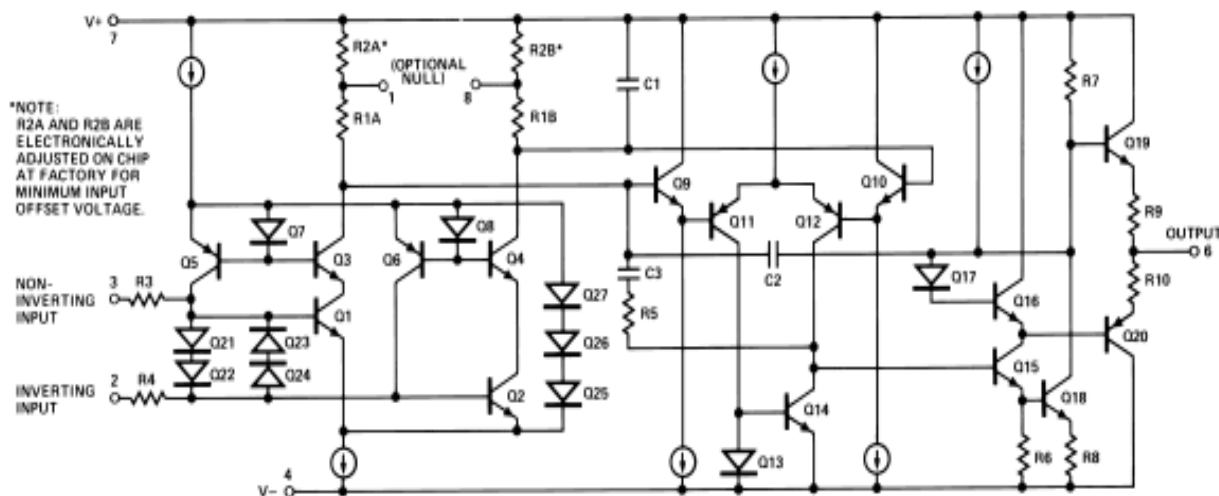 V+
7
R2A*
(OPTIONAL
NULL)
1
8
R2B*
R1A
R1B
C1
R7
*NOTE:
R2A AND R2B ARE
ELECTRONICALLY
ADJUSTED ON CHIP
AT FACTORY FOR
MINIMUM INPUT
OFFSET VOLTAGE.
Q19
Q9
Q10
Q11
Q12
Q7
Q8
Q5
Q3
Q6
Q4
R9
OUTPUT
6
R10
C2
C3
Q17
Q16
NON-
INVERTING
INPUT
3
R3
Q1
Q27
R5
Q21
Q23
Q26
Q20
Q22
Q24
Q15
INVERTING
INPUT
2
R4
Q2
Q25
Q14
Q18
Q13
R6
R8
V-
4